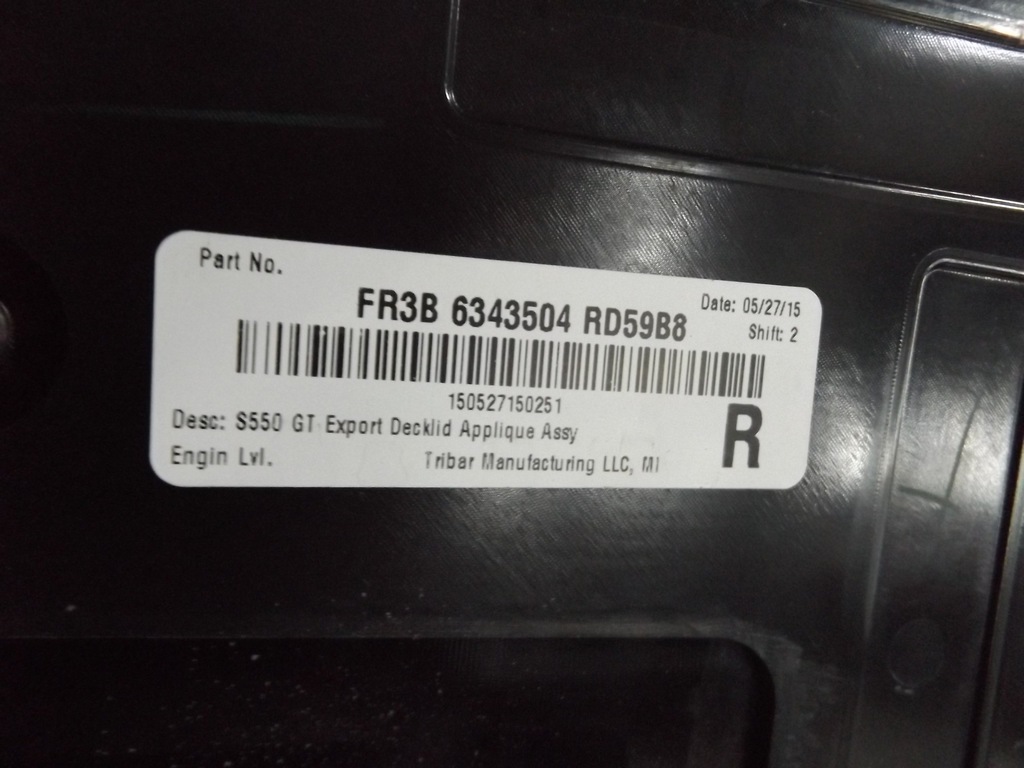 Part No.
FR3B 6343504 RD59B8
Date: 05/27/15
Shift: 2
150527150251
Desc: S550 GT Export Decklid Applique Assy
R
Engin Lvl.
Tribar Manufacturing LLC, MI